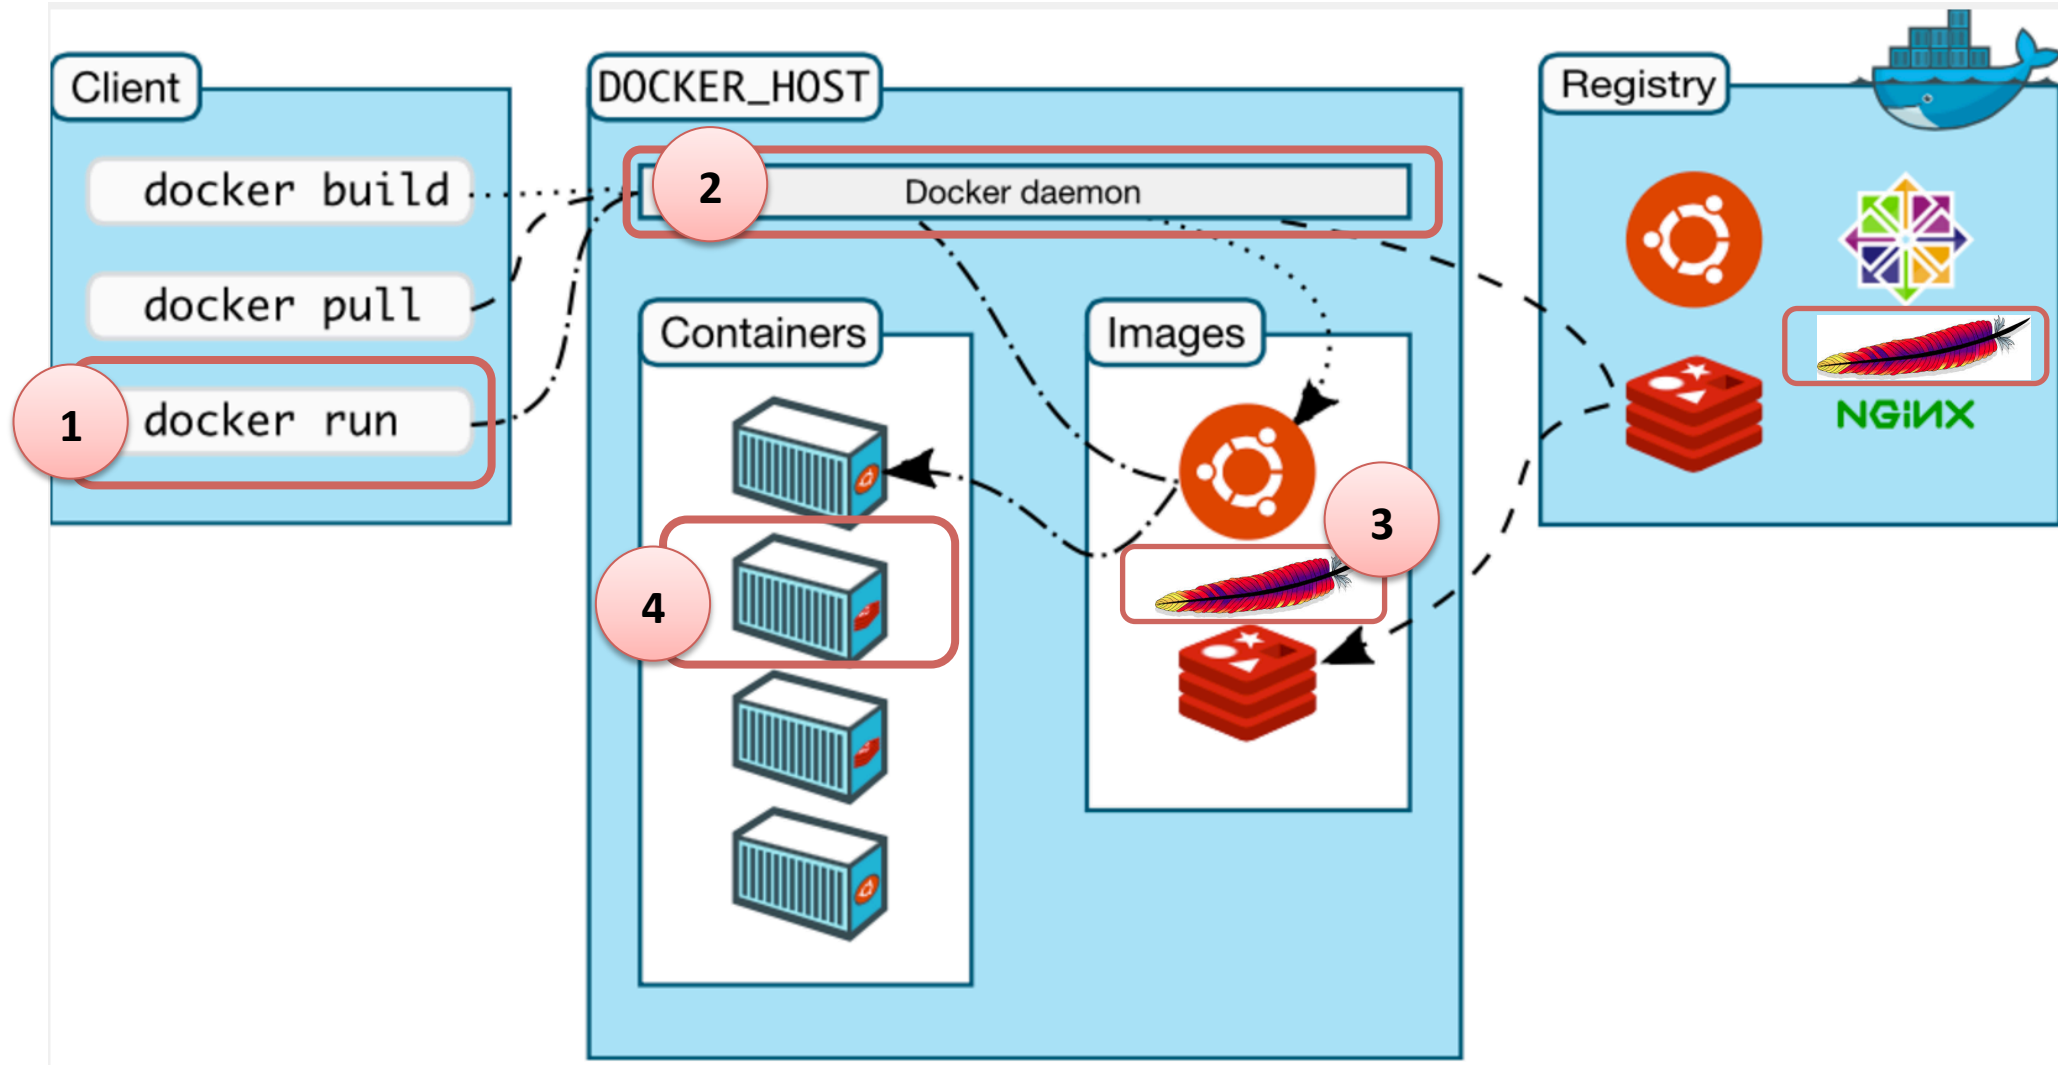 Client
docker build
docker pull
1
docker run
DOCKER_HOST
2
Docker daemon
Containers
4
Images
3
Registry
NGiNX